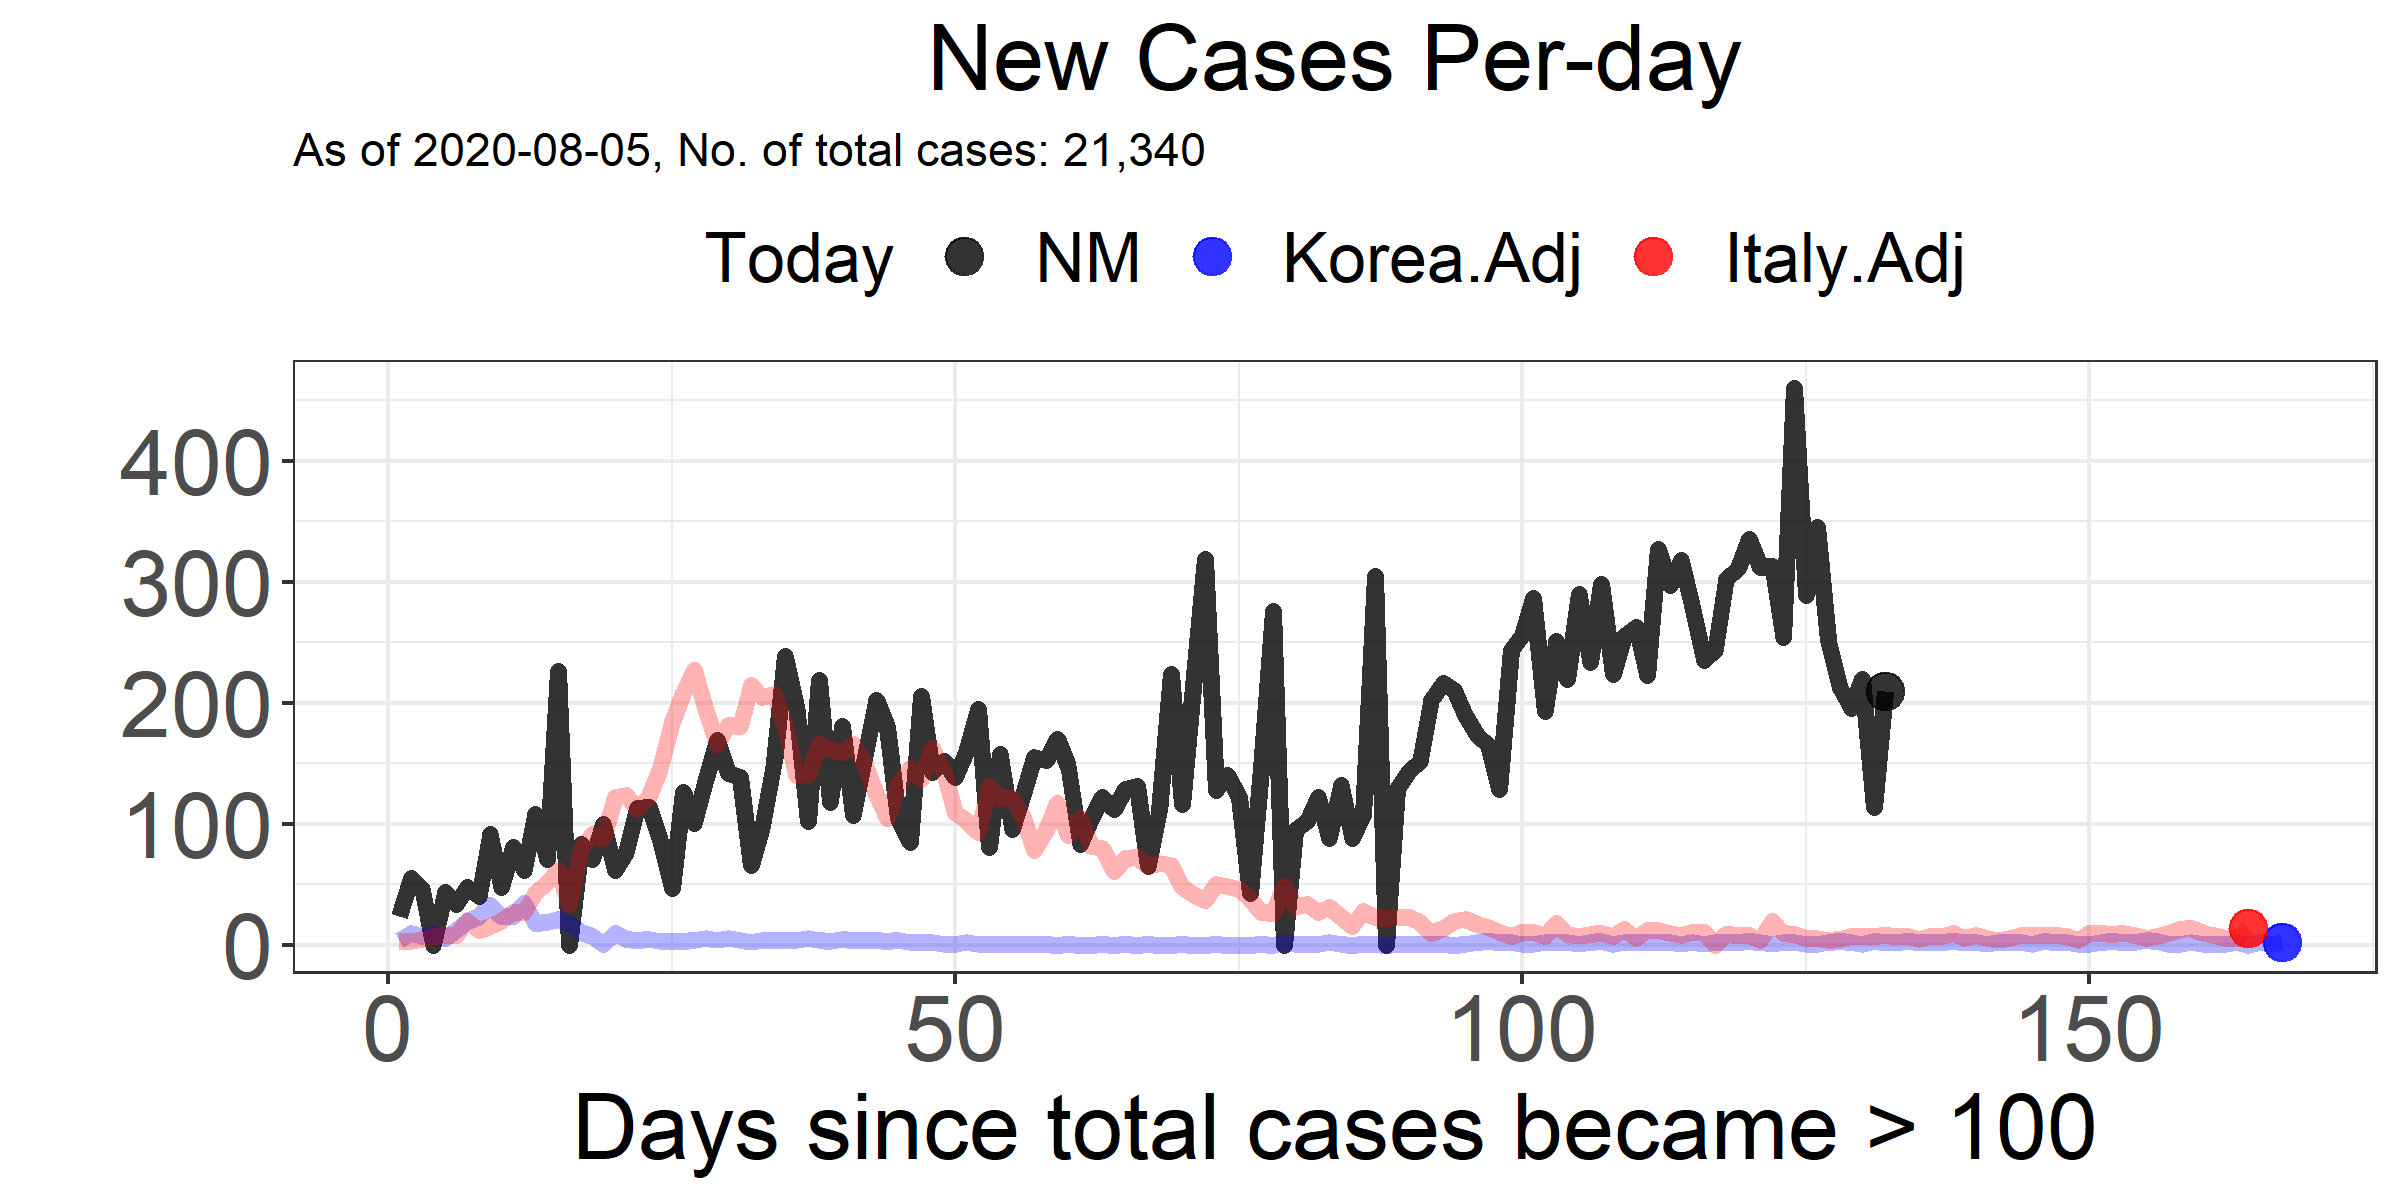 New Cases Per-day
As of 2020-08-05, No. of total cases: 21,340
Today NM Korea.Adj Italy.Adj
400
300
200
100
0
0 50 100 150
Days since total cases became > 100